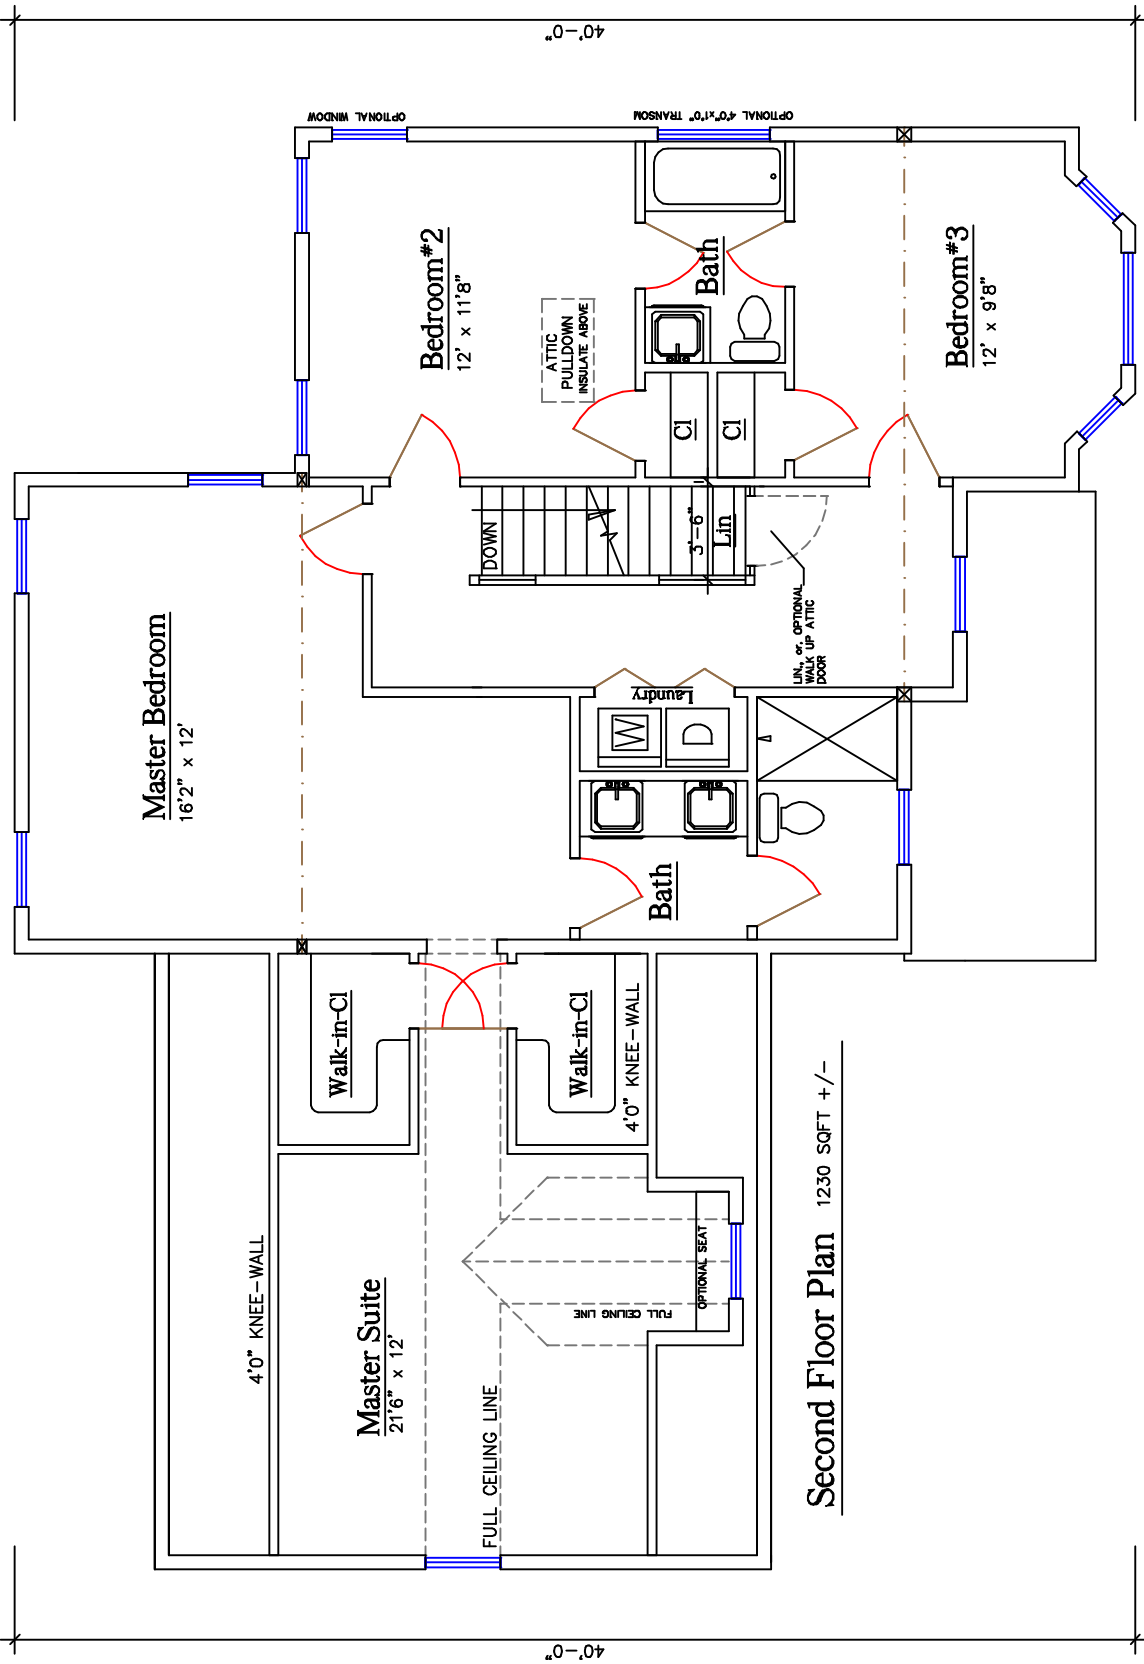 40'-0"
OPTIONAL WINDOW
OPTIONAL 4'0"x1'0" TRANSOM
Bedroom#2
12' x 11'8"
ATTIC
PULLDOWN
INSULATE ABOVE
Bath
Bedroom#3
12' x 9'8"
Cl
Cl
DOWN
3'-6"
Lin
LIN., or, OPTIONAL
WALK UP ATTIC
DOOR
Master Bedroom
16'2" x 12'
Laundry
W
D
Bath
Walk-in-Cl
Walk-in-Cl
4'0" KNEE-WALL
4'0" KNEE-WALL
Master Suite
21'6" x 12'
FULL CEILING LINE
FULL CEILING LINE
OPTIONAL SEAT
Second Floor Plan 1230 SQFT +/-
40'-0"